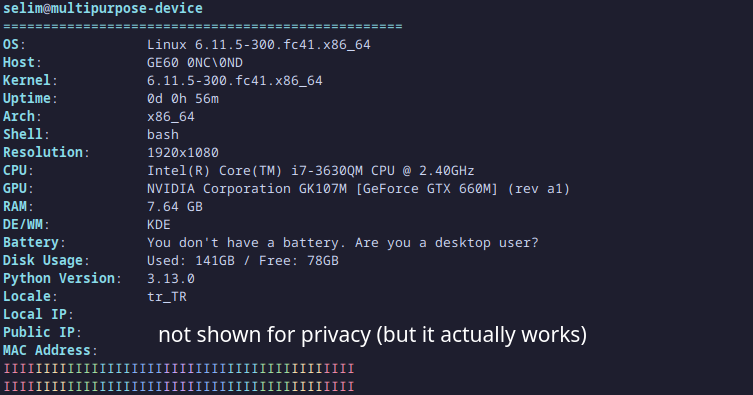 selim@multipurpose-device
==================================================
OS: Linux 6.11.5-300.fc41.x86_64
Host: GE60 0NC\0ND
Kernel: 6.11.5-300.fc41.x86_64
Uptime: 0d 0h 56m
Arch: x86_64
Shell: bash
Resolution: 1920x1080
CPU: Intel(R) Core(TM) i7-3630QM CPU @ 2.40GHz
GPU: NVIDIA Corporation GK107M [GeForce GTX 660M] (rev a1)
RAM: 7.64 GB
DE/WM: KDE
Battery: You don't have a battery. Are you a desktop user?
Disk Usage: Used: 141GB / Free: 78GB
Python Version: 3.13.0
Locale: tr_TR
Local IP:
Public IP: not shown for privacy (but it actually works)
MAC Address:
IIIIIIIIIIIIIIIIIIIIIIIIIIIIIIIIIIIIIIIIIIII
IIIIIIIIIIIIIIIIIIIIIIIIIIIIIIIIIIIIIIIIIIII